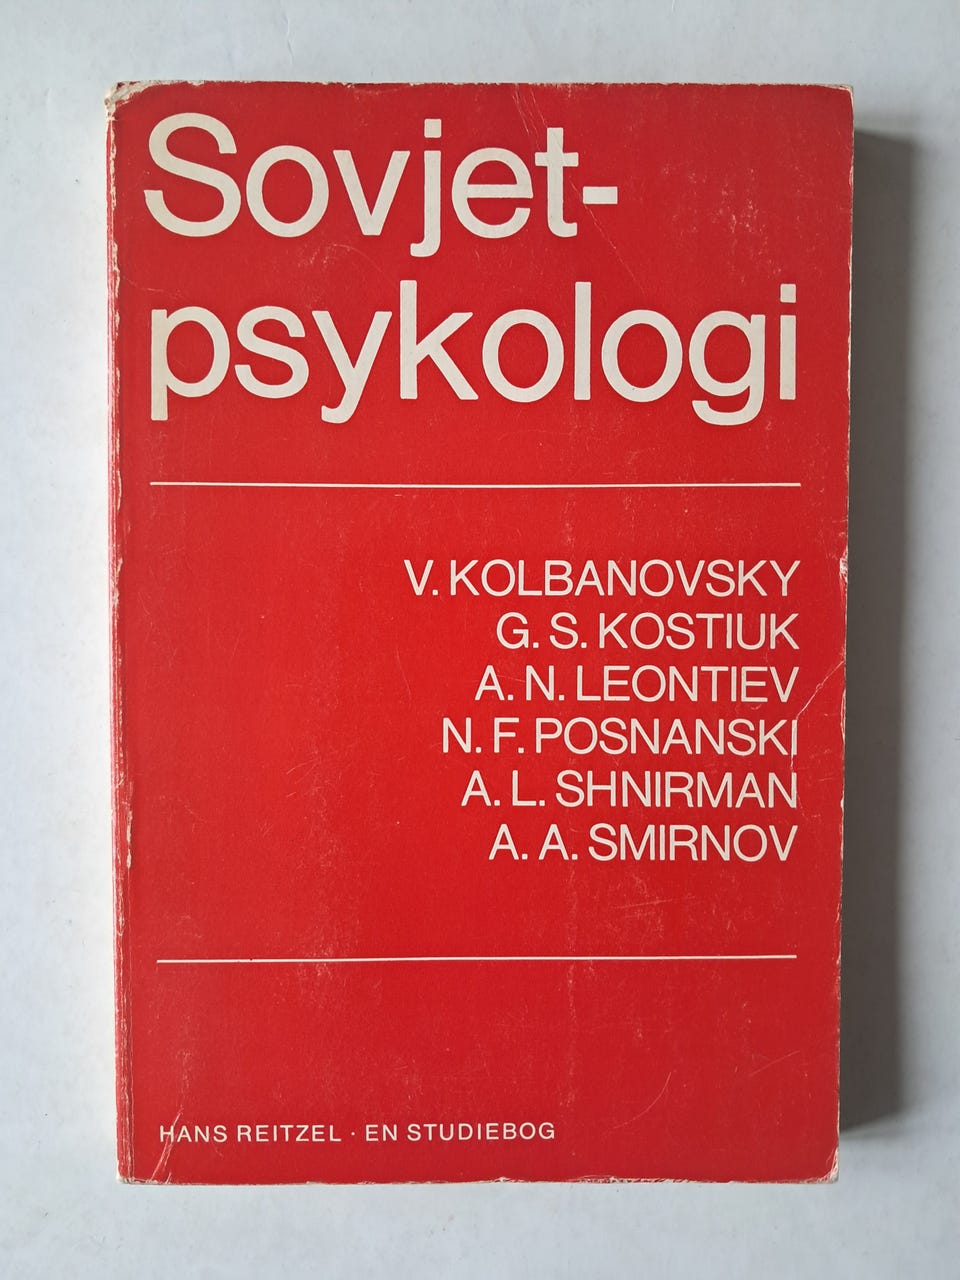 Sovjet-
psykologi
V. KOLBANOVSKY
G. S. KOSTIUK
A. N. LEONTIEV
N. F. POSNANSKI
A. L. SHNIRMAN
A. A. SMIRNOV
HANS REITZEL · EN STUDIEBOG